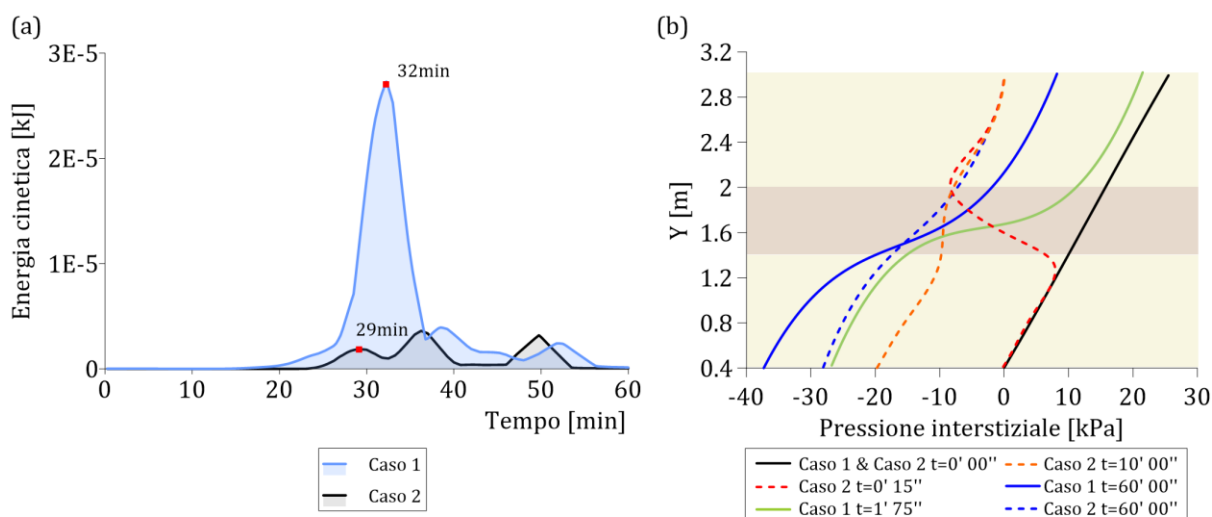 (a)
3E-5
2E-5
1E-5
0
Energia cinetica [kJ]
32min
29min
0 10 20 30 40 50 60
Tempo [min]
Caso 1
Caso 2
(b)
3.2
2.8
2.4
2
1.6
1.2
0.8
0.4
Y [m]
-40 -30 -20 -10 0 10 20 30
Pressione interstiziale [kPa]
Caso 1 & Caso 2 t=0' 00''
Caso 2 t=0' 15''
Caso 1 t=1' 75''
Caso 2 t=10' 00''
Caso 1 t=60' 00''
Caso 2 t=60' 00''